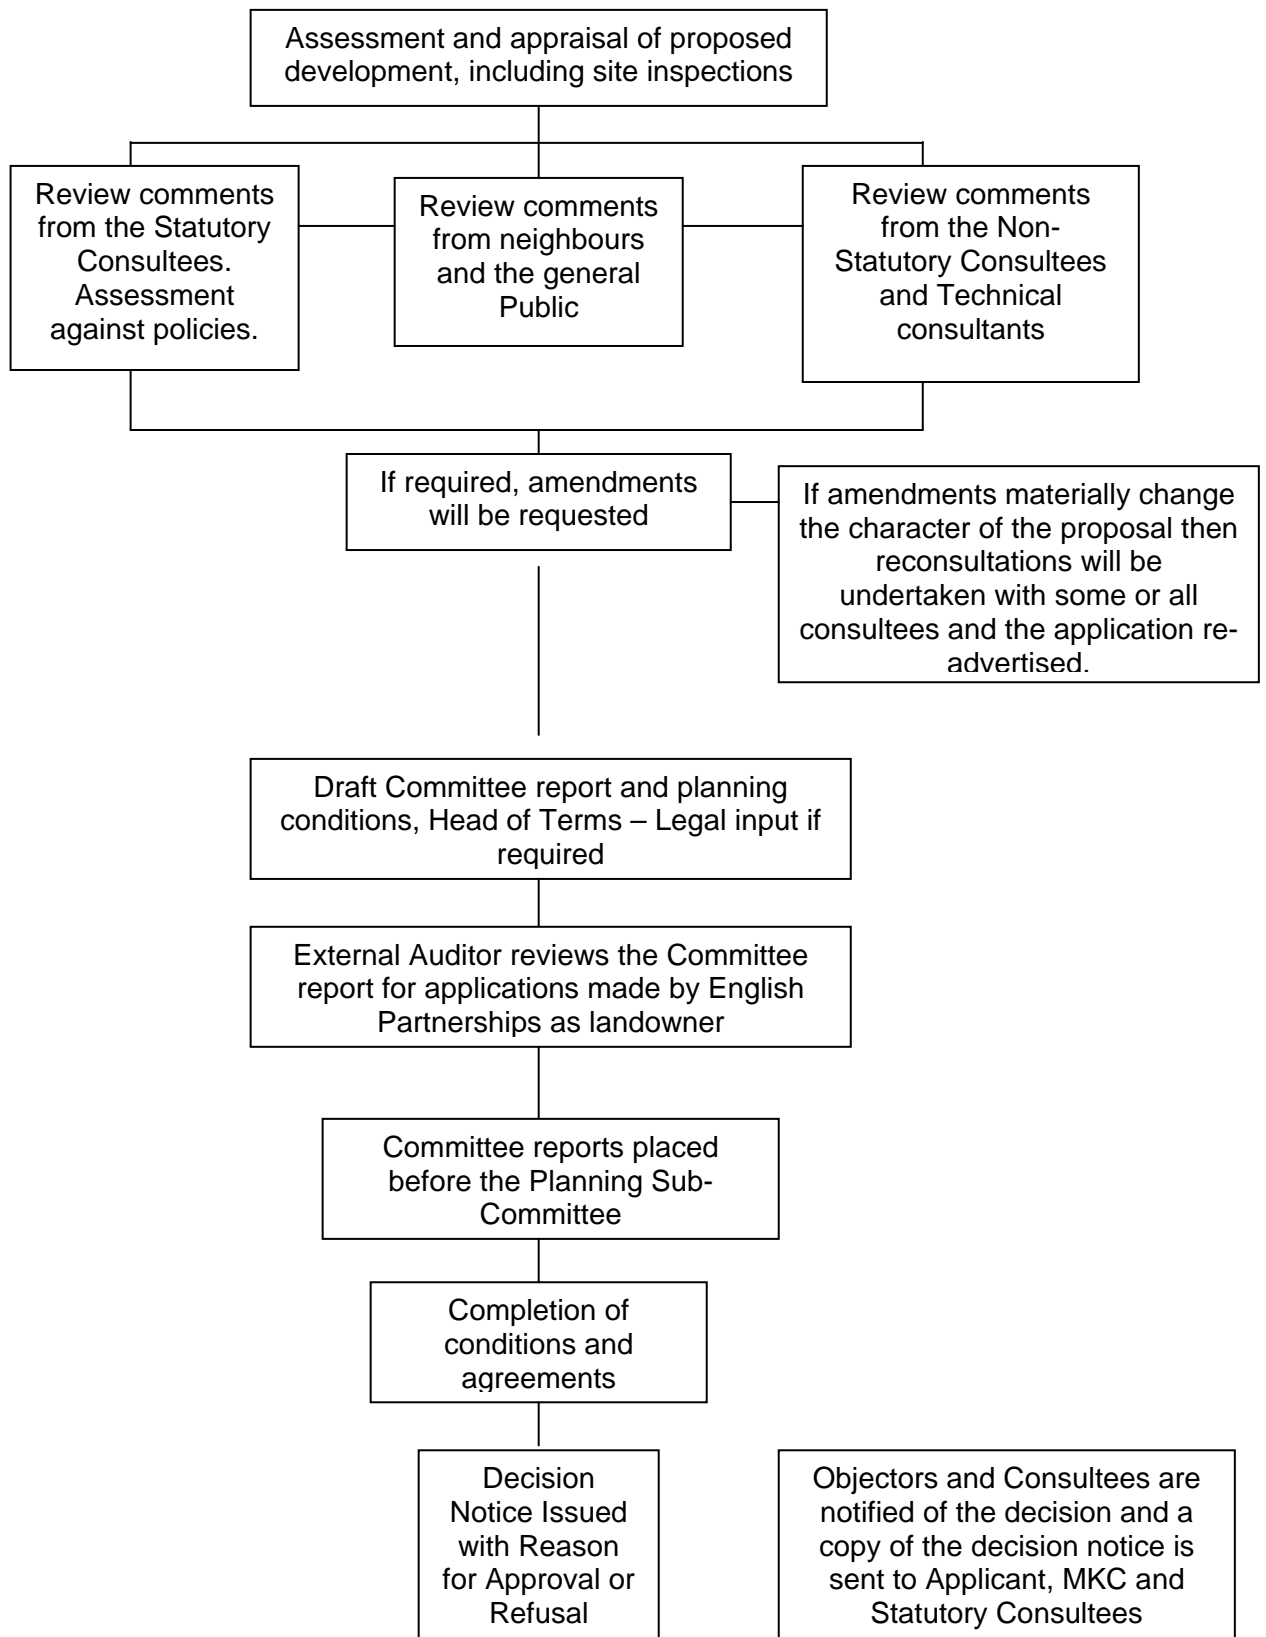 Assessment and appraisal of proposed
development, including site inspections
Review comments
from the Statutory
Consultees.
Assessment
against policies.
Review comments
from neighbours
and the general
Public
Review comments
from the Non-
Statutory Consultees
and Technical
consultants
If required, amendments
will be requested
If amendments materially change
the character of the proposal then
reconsultations will be
undertaken with some or all
consultees and the application re-
advertised.
Draft Committee report and planning
conditions, Head of Terms – Legal input if
required
External Auditor reviews the Committee
report for applications made by English
Partnerships as landowner
Committee reports placed
before the Planning Sub-
Committee
Completion of
conditions and
agreements
Decision
Notice Issued
with Reason
for Approval or
Refusal
Objectors and Consultees are
notified of the decision and a
copy of the decision notice is
sent to Applicant, MKC and
Statutory Consultees